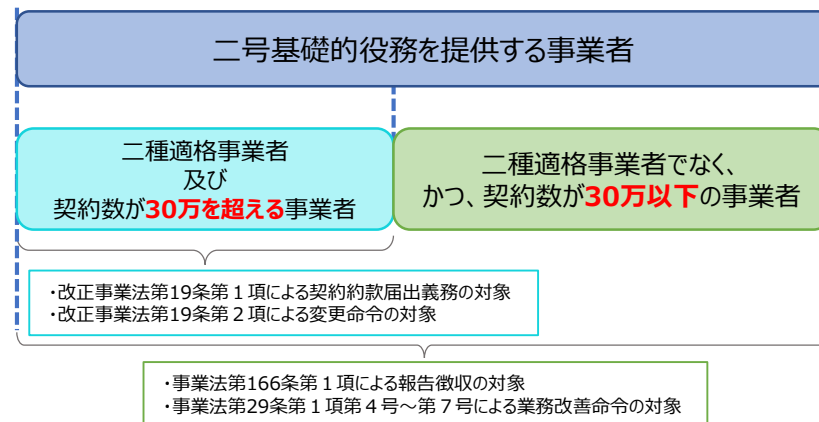 二号基礎的役務を提供する事業者
二種適格事業者
及び
契約数が30万を超える事業者
二種適格事業者でなく、
かつ、契約数が30万以下の事業者
・改正事業法第19条第１項による契約約款届出義務の対象
・改正事業法第19条第２項による変更命令の対象
・事業法第166条第１項による報告徴収の対象
・事業法第29条第１項第４号～第７号による業務改善命令の対象